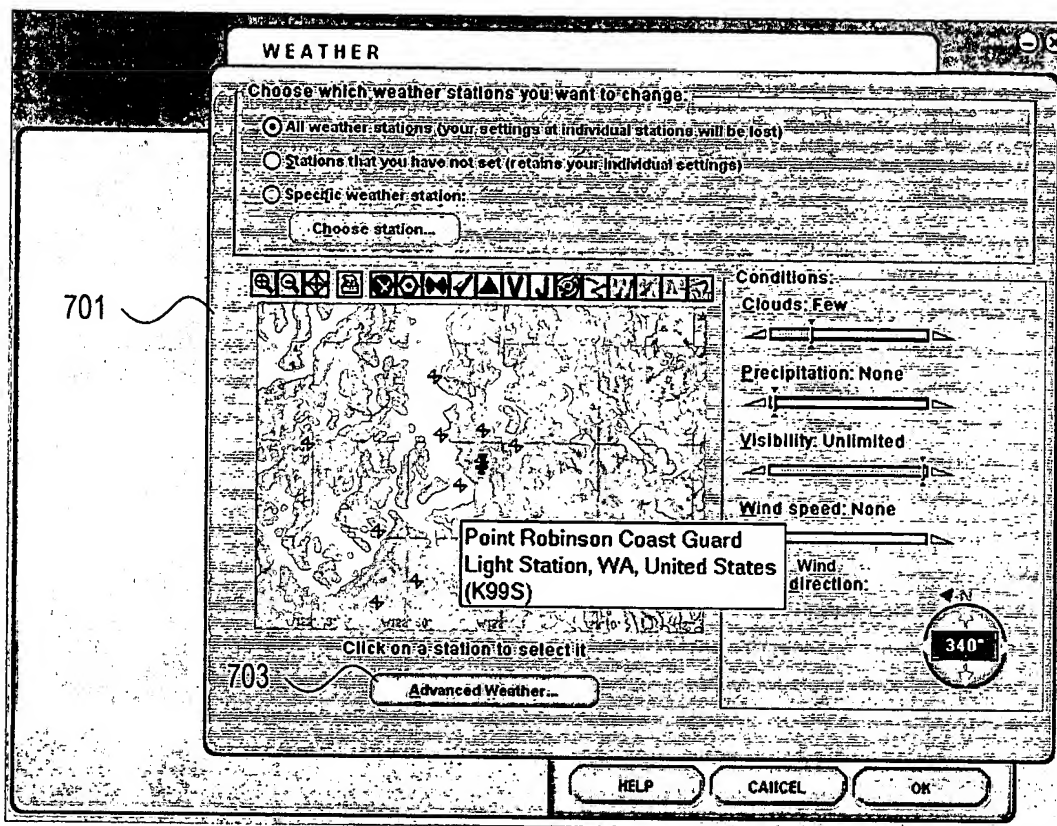 WEATHER
Choose which weather stations you want to change:
All weather stations (your settings at individual stations will be lost)
Stations that you have not set (retains your individual settings)
Specific weather station:
Choose station...
701
Conditions:
Clouds: Few
Precipitation: None
Visibility: Unlimited
Wind speed: None
Point Robinson Coast Guard
Light Station, WA, United States
(K99S)
Wind
direction:
N
340°
Click on a station to select it
703
Advanced Weather...
HELP
CANCEL
OK